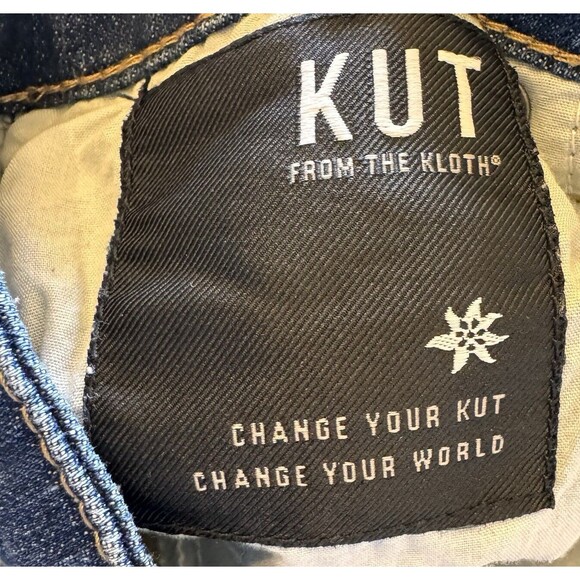 KUT
FROM THE KLOTH®
CHANGE YOUR KUT
CHANGE YOUR WORLD